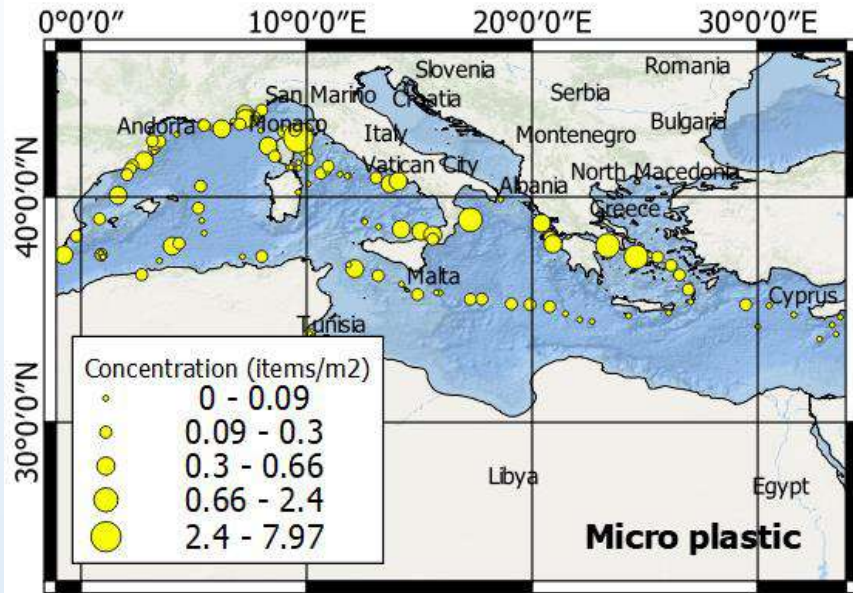 0°0′0″ 10°0′0″E 20°0′0″E 30°0′0″E
Slovenia
Romania
San Marino
Croatia
Serbia
Andorra
Monaco
Italy
Montenegro
Bulgaria
Vatican City
Albania
North Macedonia
Greece
40°0′0″N
Malta
Cyprus
Tunisia
30°0′0″N
Libya
Egypt
Concentration (items/m2)
0 - 0.09
0.09 - 0.3
0.3 - 0.66
0.66 - 2.4
2.4 - 7.97
Micro plastic